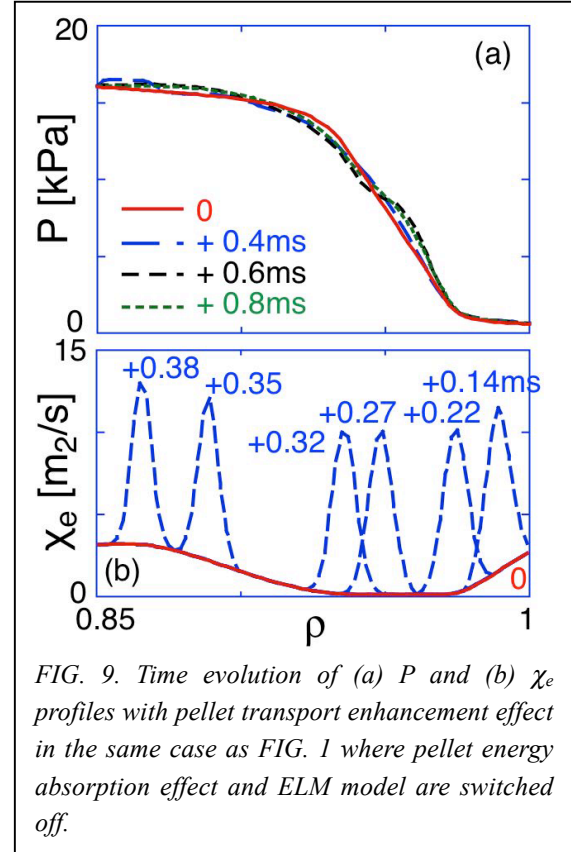 20
(a)
P [kPa]
0
+ 0.4ms
+ 0.6ms
+ 0.8ms
0
15
+0.38
+0.35
+0.14ms
+0.32
+0.27
+0.22
χe [m2/s]
(b)
0
0
0.85
ρ
1
FIG. 9. Time evolution of (a) P and (b) χe
profiles with pellet transport enhancement effect
in the same case as FIG. 1 where pellet energy
absorption effect and ELM model are switched
off.